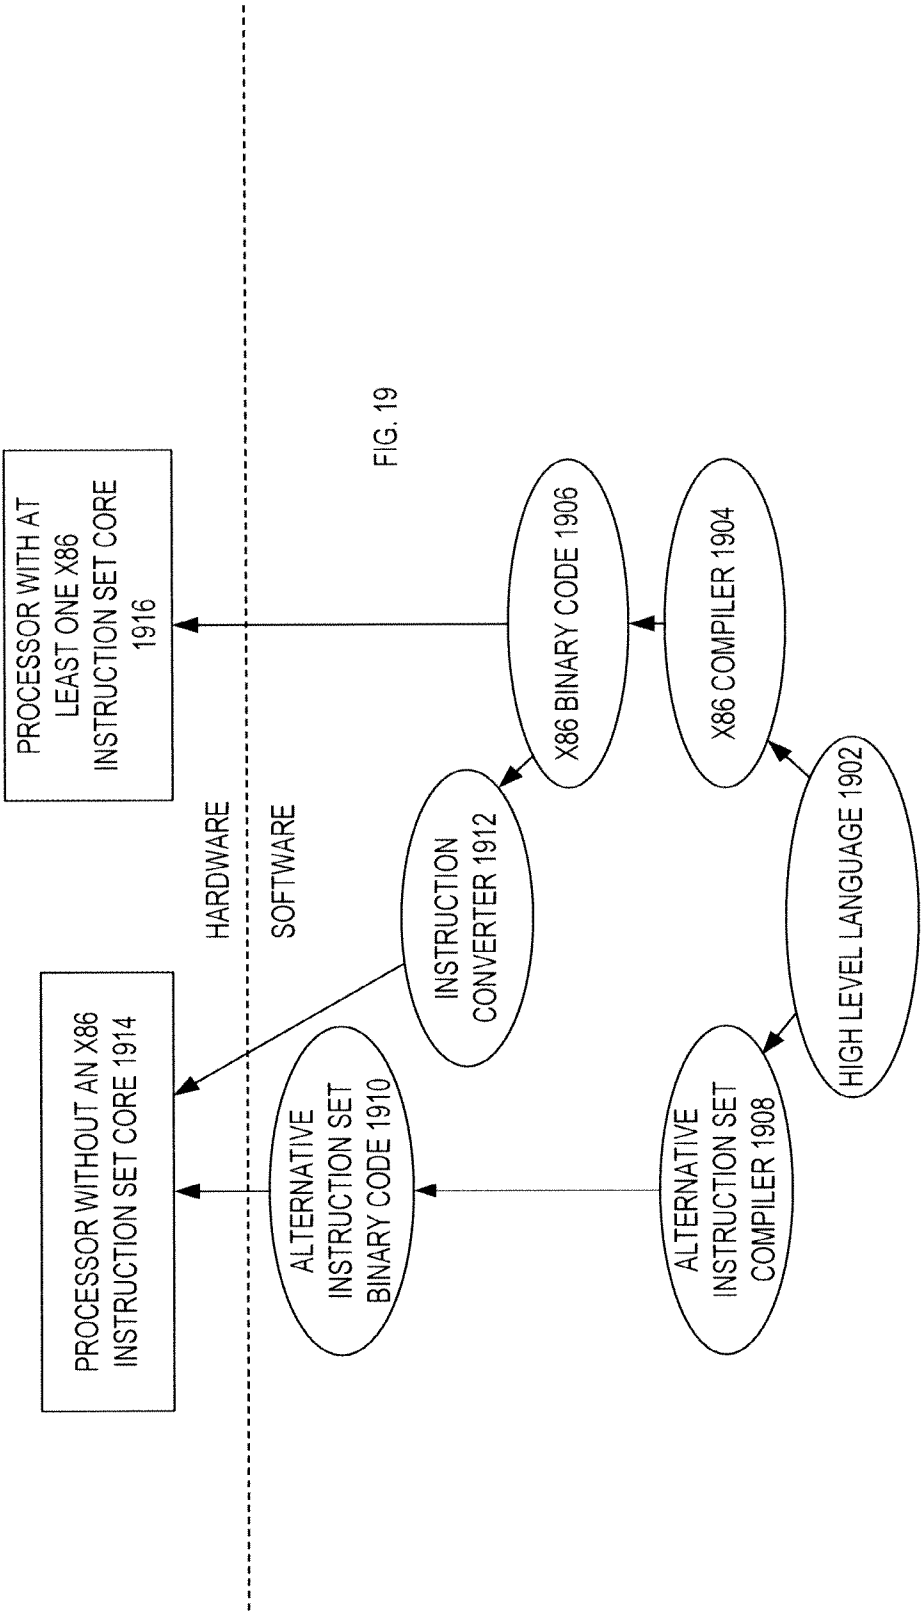 PROCESSOR WITHOUT AN X86
INSTRUCTION SET CORE 1914
PROCESSOR WITH AT
LEAST ONE X86
INSTRUCTION SET CORE
1916
HARDWARE
SOFTWARE
ALTERNATIVE
INSTRUCTION SET
BINARY CODE 1910
FIG. 19
INSTRUCTION
CONVERTER 1912
X86 BINARY CODE 1906
ALTERNATIVE
INSTRUCTION SET
COMPILER 1908
X86 COMPILER 1904
HIGH LEVEL LANGUAGE 1902